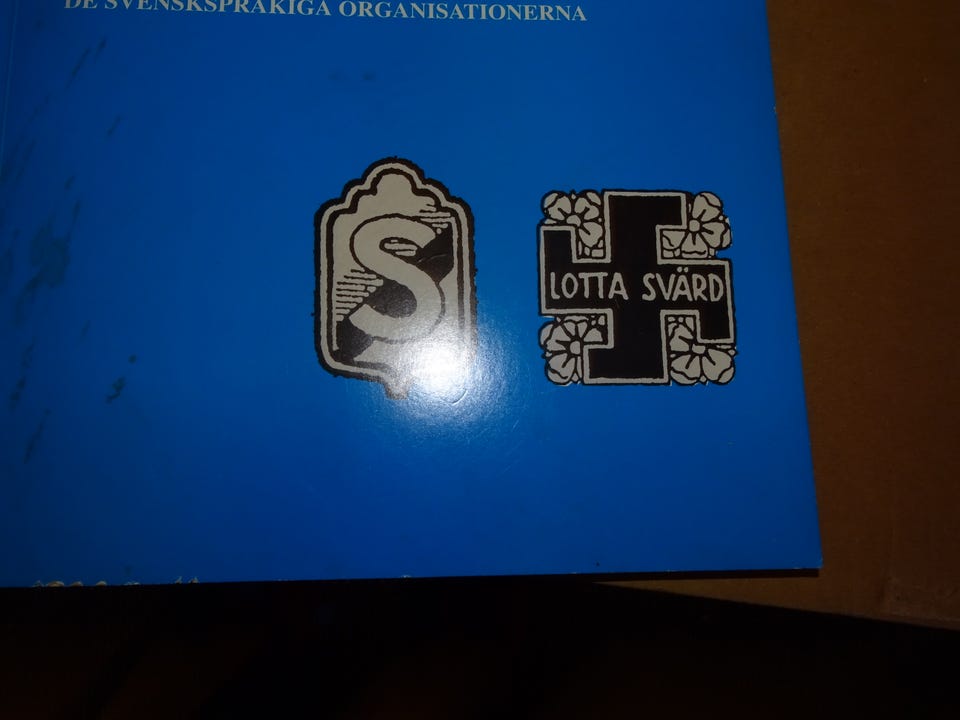 DE SVENSKSPRÅKIGA ORGANISATIONERNA
S
LOTTA SVÄRD